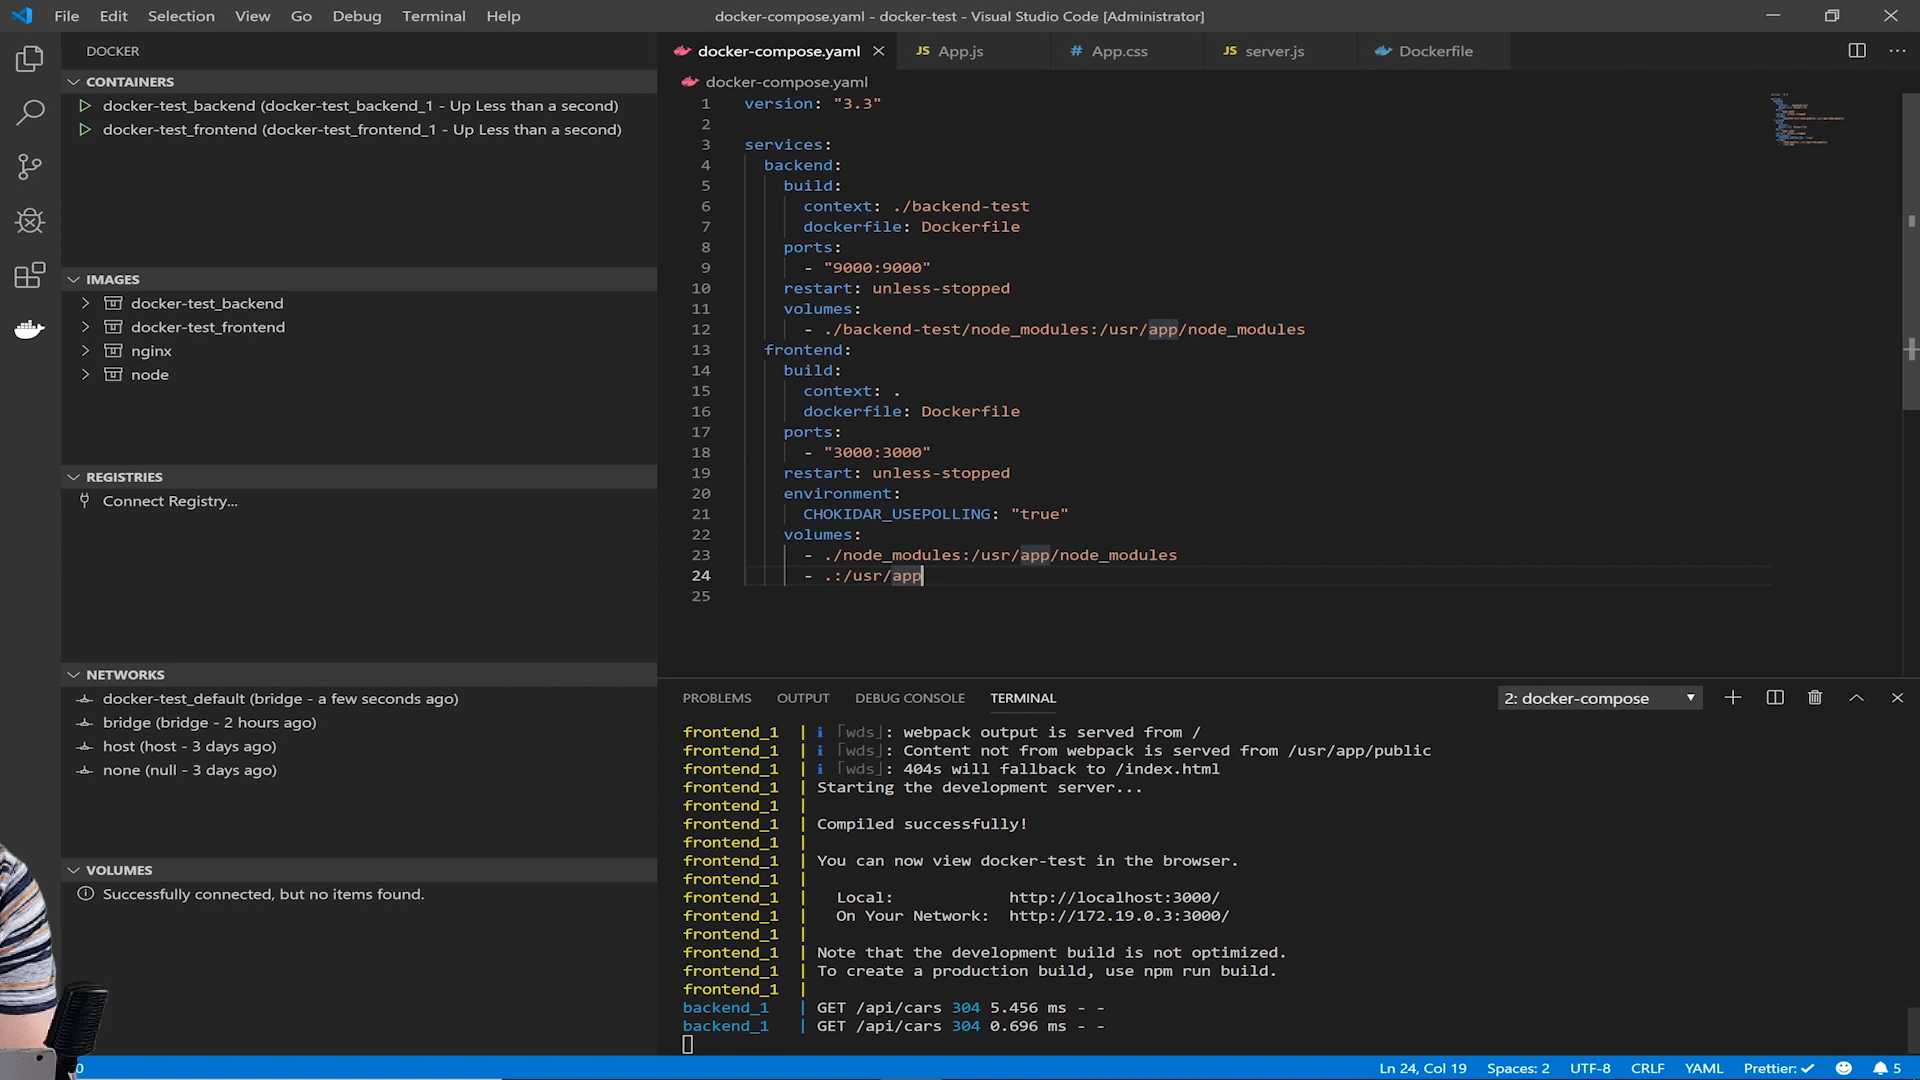 File Edit Selection View Go Debug Terminal Help
docker-compose.yaml - docker-test - Visual Studio Code [Administrator]
DOCKER
docker-compose.yaml
JS App.js
# App.css
JS server.js
Dockerfile
CONTAINERS
docker-test_backend (docker-test_backend_1 - Up Less than a second)
docker-test_frontend (docker-test_frontend_1 - Up Less than a second)
IMAGES
docker-test_backend
docker-test_frontend
nginx
node
REGISTRIES
Connect Registry...
NETWORKS
docker-test_default (bridge - a few seconds ago)
bridge (bridge - 2 hours ago)
host (host - 3 days ago)
none (null - 3 days ago)
VOLUMES
Successfully connected, but no items found.
docker-compose.yaml
1 version: "3.3"
2
3 services:
4 backend:
5 build:
6 context: ./backend-test
7 dockerfile: Dockerfile
8 ports:
9 - "9000:9000"
10 restart: unless-stopped
11 volumes:
12 - ./backend-test/node_modules:/usr/app/node_modules
13 frontend:
14 build:
15 context: .
16 dockerfile: Dockerfile
17 ports:
18 - "3000:3000"
19 restart: unless-stopped
20 environment:
21 CHOKIDAR_USEPOLLING: "true"
22 volumes:
23 - ./node_modules:/usr/app/node_modules
24 - .:/usr/app
25
PROBLEMS OUTPUT DEBUG CONSOLE TERMINAL
2: docker-compose
frontend_1 | ℹ ｢wds｣: webpack output is served from /
frontend_1 | ℹ ｢wds｣: Content not from webpack is served from /usr/app/public
frontend_1 | ℹ ｢wds｣: 404s will fallback to /index.html
frontend_1 | Starting the development server...
frontend_1 |
frontend_1 | Compiled successfully!
frontend_1 |
frontend_1 | You can now view docker-test in the browser.
frontend_1 |
frontend_1 | Local: http://localhost:3000/
frontend_1 | On Your Network: http://172.19.0.3:3000/
frontend_1 |
frontend_1 | Note that the development build is not optimized.
frontend_1 | To create a production build, use npm run build.
frontend_1 |
backend_1 | GET /api/cars 304 5.456 ms - -
backend_1 | GET /api/cars 304 0.696 ms - -
0
Ln 24, Col 19 Spaces: 2 UTF-8 CRLF YAML Prettier: ✓ 5